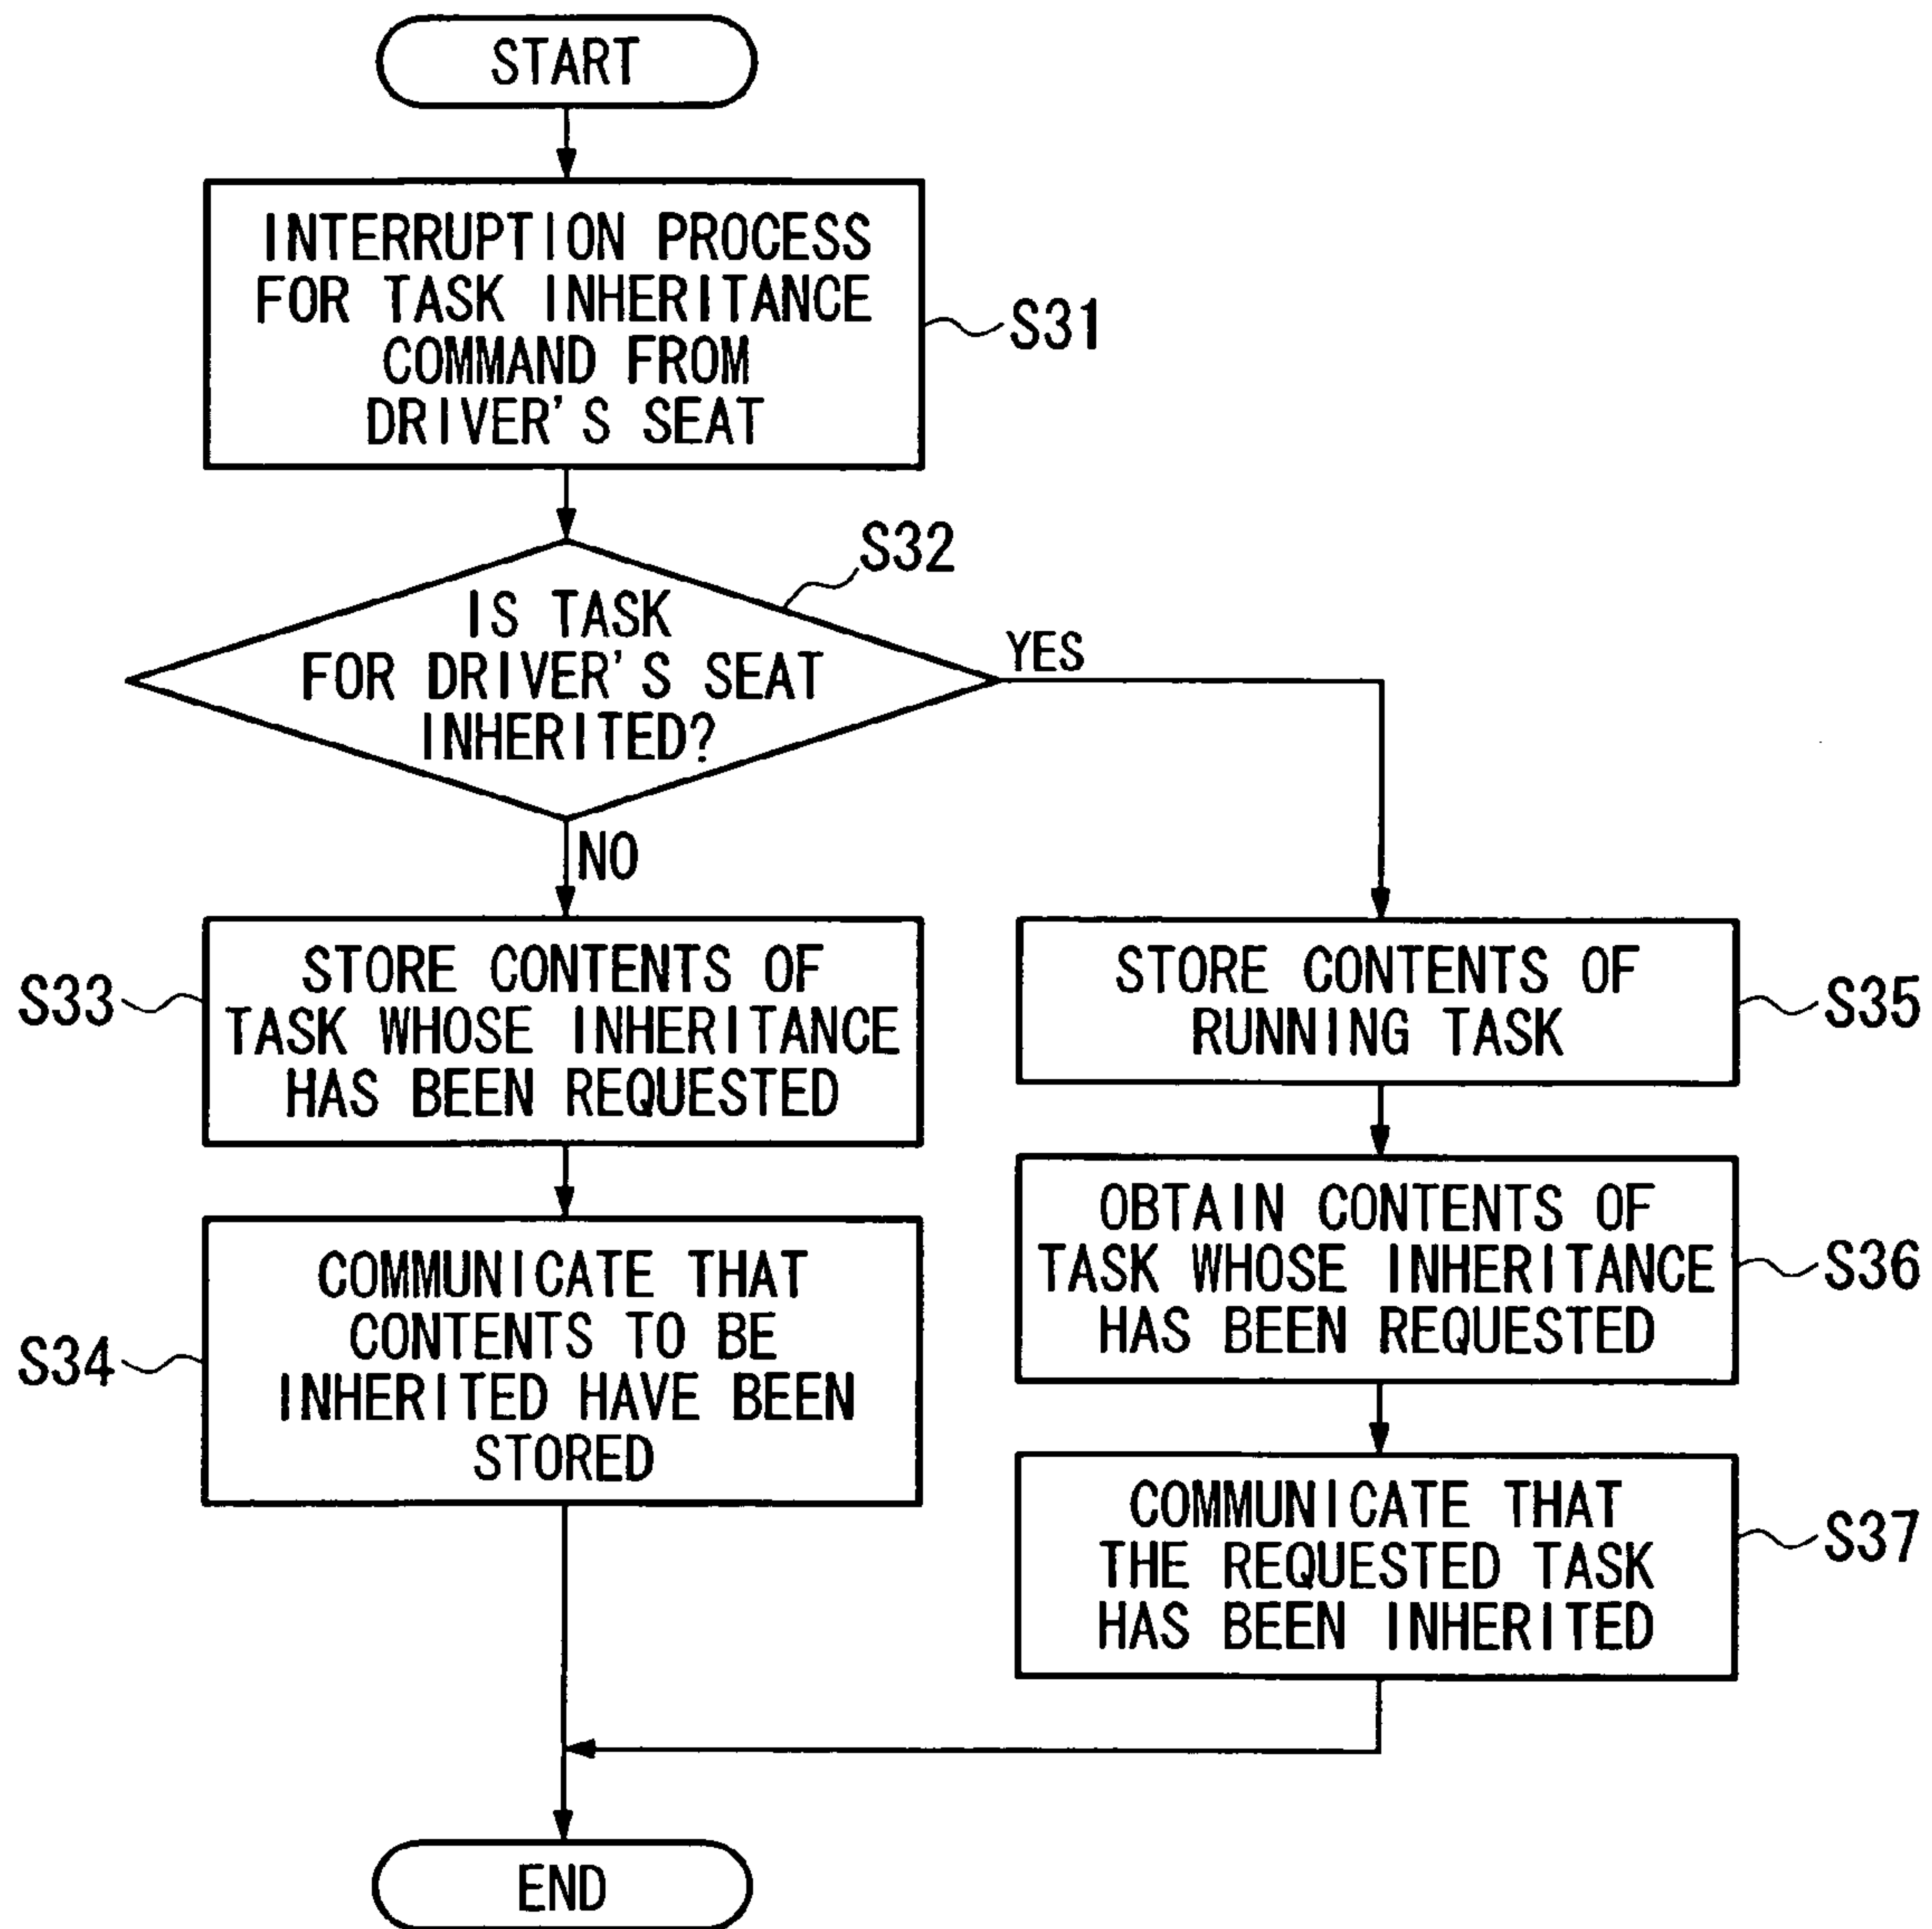 START
INTERRUPTION PROCESS
FOR TASK INHERITANCE
COMMAND FROM
DRIVER'S SEAT
S31
S32
IS TASK
FOR DRIVER'S SEAT
INHERITED?
YES
NO
S33
STORE CONTENTS OF
TASK WHOSE INHERITANCE
HAS BEEN REQUESTED
S34
COMMUNICATE THAT
CONTENTS TO BE
INHERITED HAVE BEEN
STORED
STORE CONTENTS OF
RUNNING TASK
S35
OBTAIN CONTENTS OF
TASK WHOSE INHERITANCE
HAS BEEN REQUESTED
S36
COMMUNICATE THAT
THE REQUESTED TASK
HAS BEEN INHERITED
S37
END